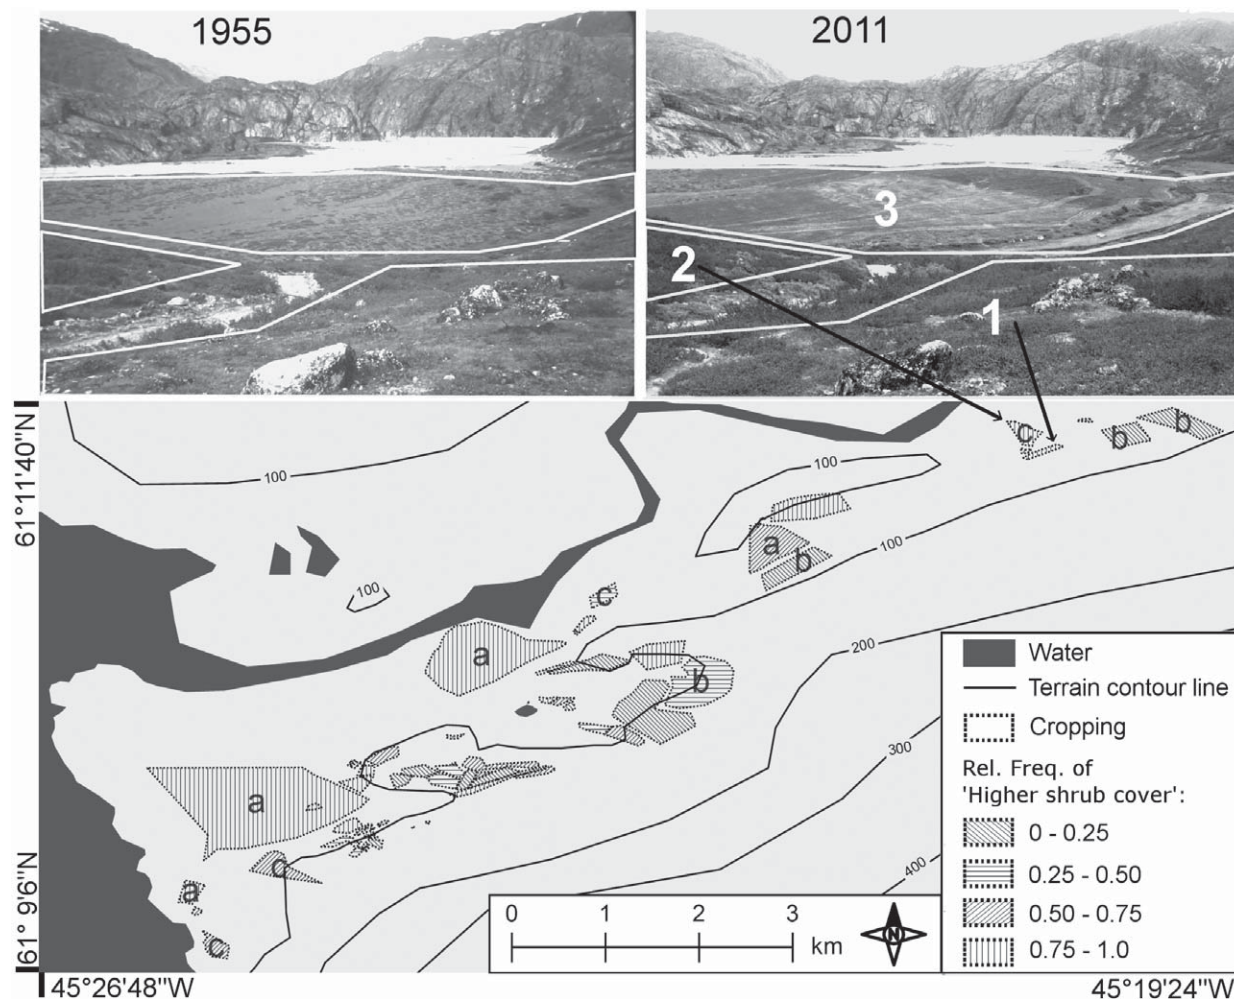 1955
2011
3
2
1
61°11'40"N
100
100
c
b
b
a
b
100
100
c
a
200
b
300
a
c
a
c
400
61° 9'6"N
45°26'48"W
45°19'24"W
0 1 2 3
km
N
Water
Terrain contour line
Cropping
Rel. Freq. of
'Higher shrub cover':
0 - 0.25
0.25 - 0.50
0.50 - 0.75
0.75 - 1.0